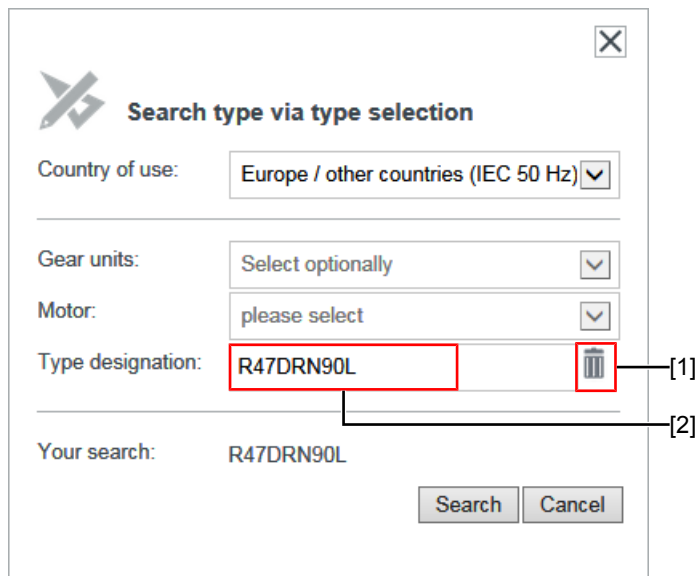 Search type via type selection
Country of use: Europe / other countries (IEC 50 Hz)
Gear units: Select optionally
Motor: please select
Type designation: R47DRN90L [1]
[2]
Your search: R47DRN90L
Search Cancel